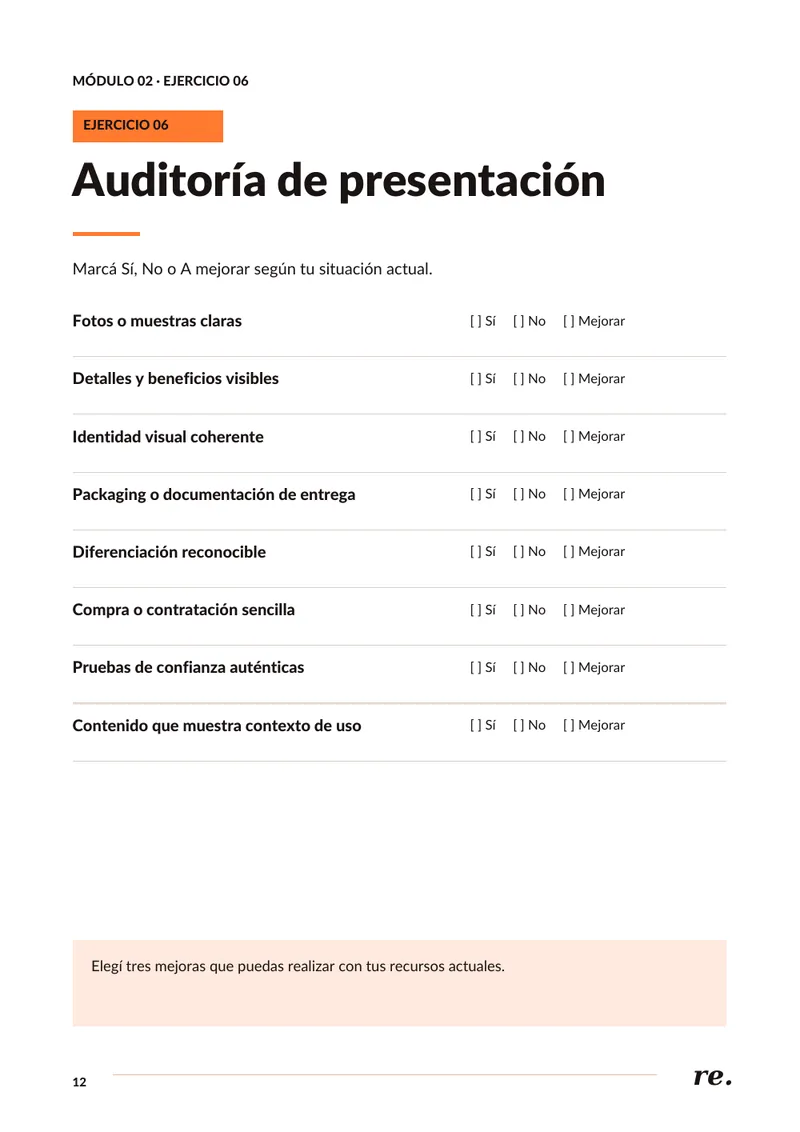 MÓDULO 02 · EJERCICIO 06
EJERCICIO 06
Auditoría de presentación
Marcá Sí, No o A mejorar según tu situación actual.
Fotos o muestras claras [ ] Sí [ ] No [ ] Mejorar
Detalles y beneficios visibles [ ] Sí [ ] No [ ] Mejorar
Identidad visual coherente [ ] Sí [ ] No [ ] Mejorar
Packaging o documentación de entrega [ ] Sí [ ] No [ ] Mejorar
Diferenciación reconocible [ ] Sí [ ] No [ ] Mejorar
Compra o contratación sencilla [ ] Sí [ ] No [ ] Mejorar
Pruebas de confianza auténticas [ ] Sí [ ] No [ ] Mejorar
Contenido que muestra contexto de uso [ ] Sí [ ] No [ ] Mejorar
Elegí tres mejoras que puedas realizar con tus recursos actuales.
12 re.